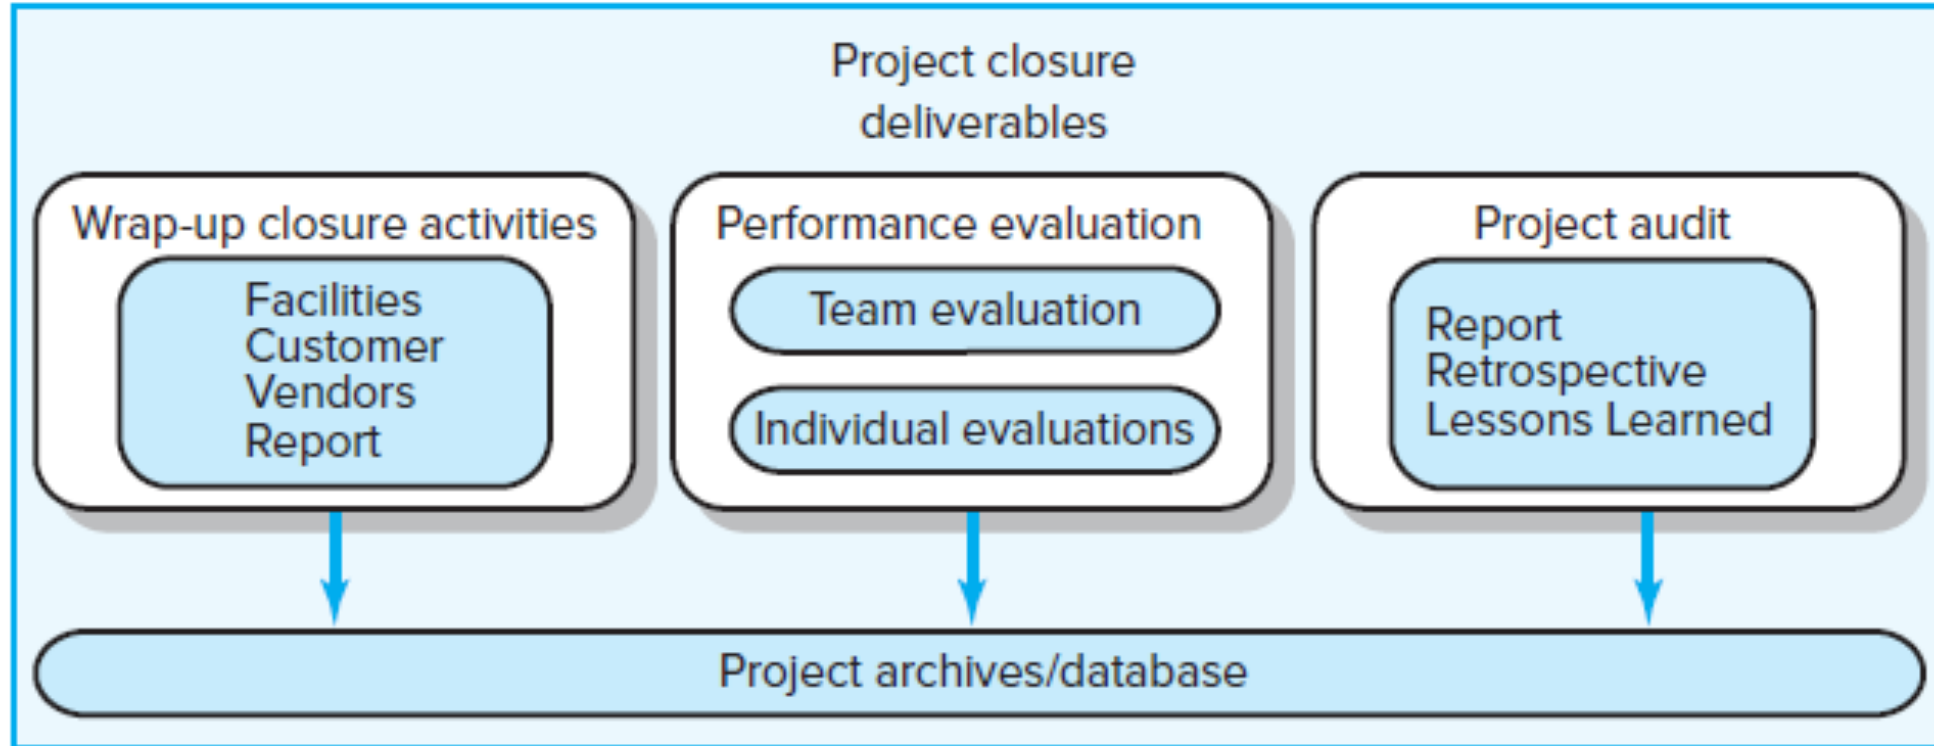 Project closure
deliverables
Wrap-up closure activities
Facilities
Customer
Vendors
Report
Performance evaluation
Team evaluation
Individual evaluations
Project audit
Report
Retrospective
Lessons Learned
Project archives/database